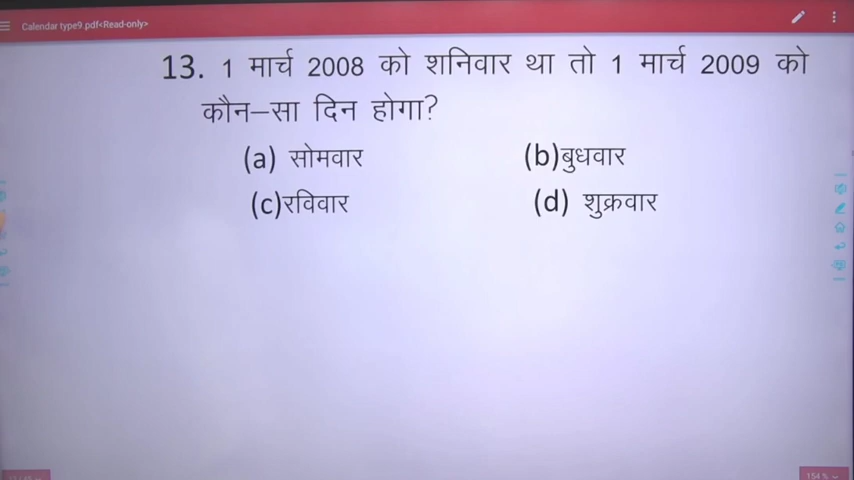 Calendar type9.pdf<Read-only>
13. 1 मार्च 2008 को शनिवार था तो 1 मार्च 2009 को
कौन–सा दिन होगा?
(a) सोमवार (b)बुधवार
(c)रविवार (d) शुक्रवार
154 %